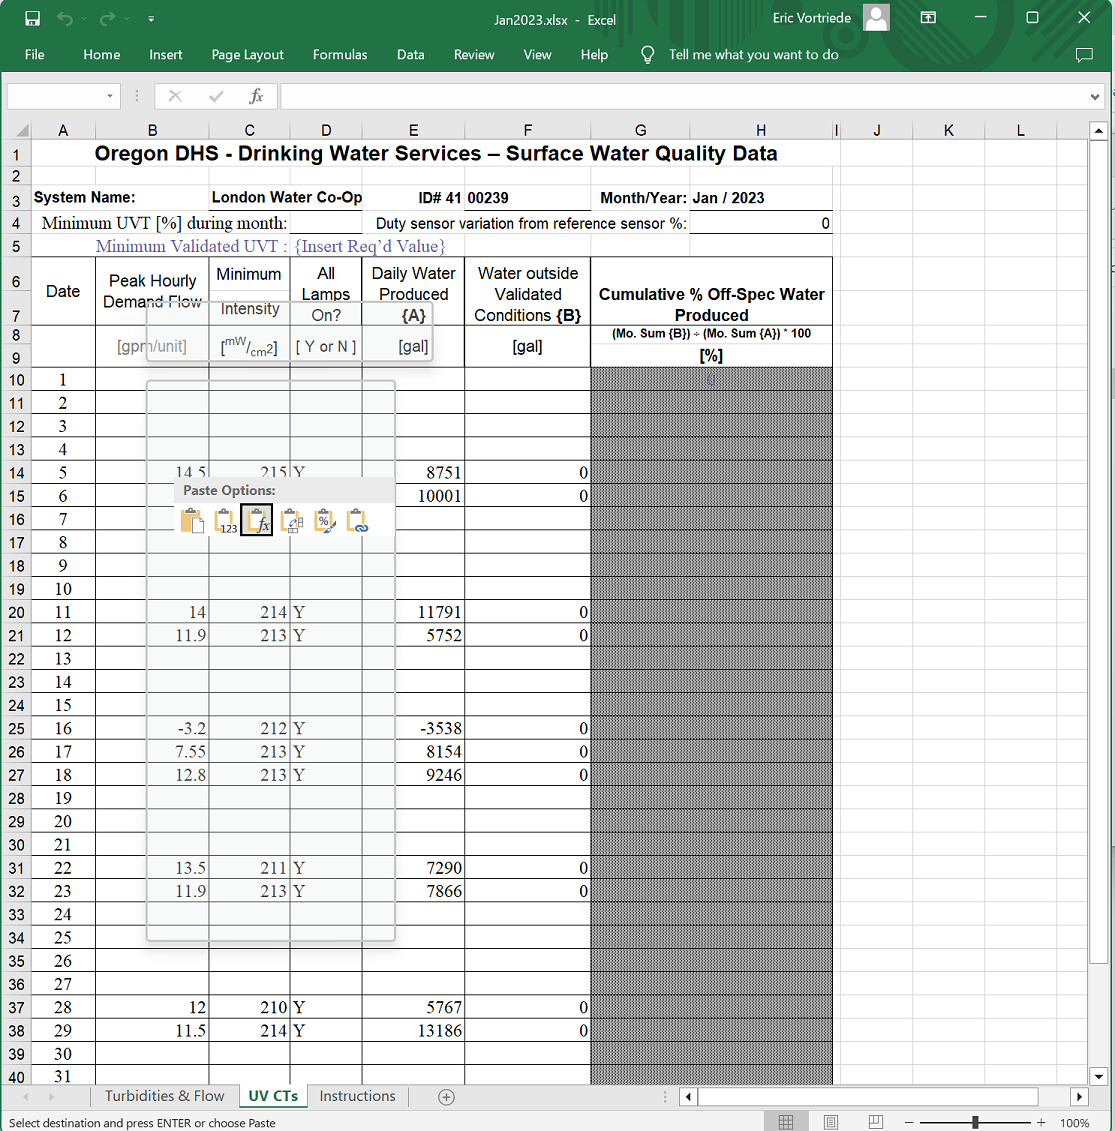 Jan2023.xlsx - Excel
Eric Vortriede
File Home Insert Page Layout Formulas Data Review View Help Tell me what you want to do
fx
A B C D E F G H I J K L
1 Oregon DHS - Drinking Water Services – Surface Water Quality Data
2
3 System Name: London Water Co-Op ID# 41 00239 Month/Year: Jan / 2023
4 Minimum UVT [%] during month: Duty sensor variation from reference sensor %: 0
5 Minimum Validated UVT : {Insert Req'd Value}
6 Date Peak Hourly Demand Flow Minimum Intensity All Lamps On? Daily Water Produced {A} Water outside Validated Conditions {B} Cumulative % Off-Spec Water Produced
7
8 (Mo. Sum {B}) ÷ (Mo. Sum {A}) * 100
9 [gpm/unit] [mW/cm2] [ Y or N ] [gal] [gal] [%]
10 1 0
11 2
12 3
13 4
14 5 14.5 215 Y 8751 0
15 6 10001 0
Paste Options:
123 fx %
16 7
17 8
18 9
19 10
20 11 14 214 Y 11791 0
21 12 11.9 213 Y 5752 0
22 13
23 14
24 15
25 16 -3.2 212 Y -3538 0
26 17 7.55 213 Y 8154 0
27 18 12.8 213 Y 9246 0
28 19
29 20
30 21
31 22 13.5 211 Y 7290 0
32 23 11.9 213 Y 7866 0
33 24
34 25
35 26
36 27
37 28 12 210 Y 5767 0
38 29 11.5 214 Y 13186 0
39 30
40 31
Turbidities & Flow UV CTs Instructions
Select destination and press ENTER or choose Paste
100%